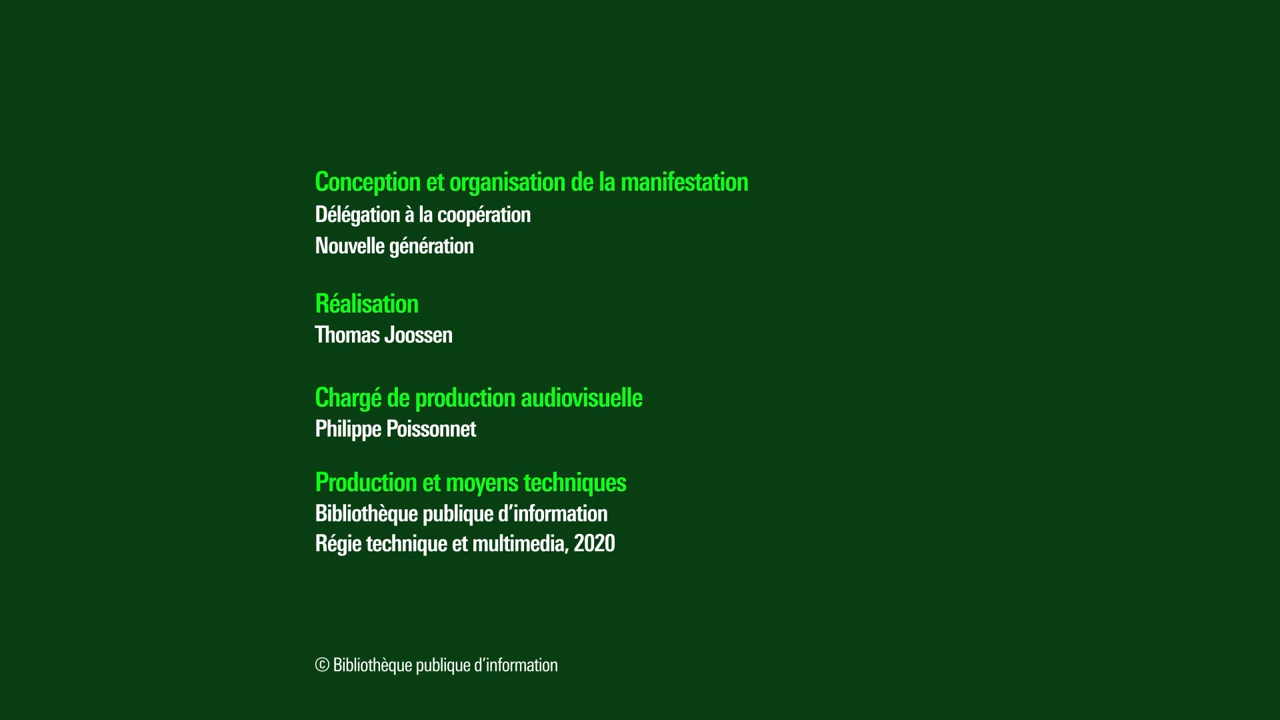 Conception et organisation de la manifestation
Délégation à la coopération
Nouvelle génération
Réalisation
Thomas Joossen
Chargé de production audiovisuelle
Philippe Poissonnet
Production et moyens techniques
Bibliothèque publique d’information
Régie technique et multimedia, 2020
© Bibliothèque publique d’information